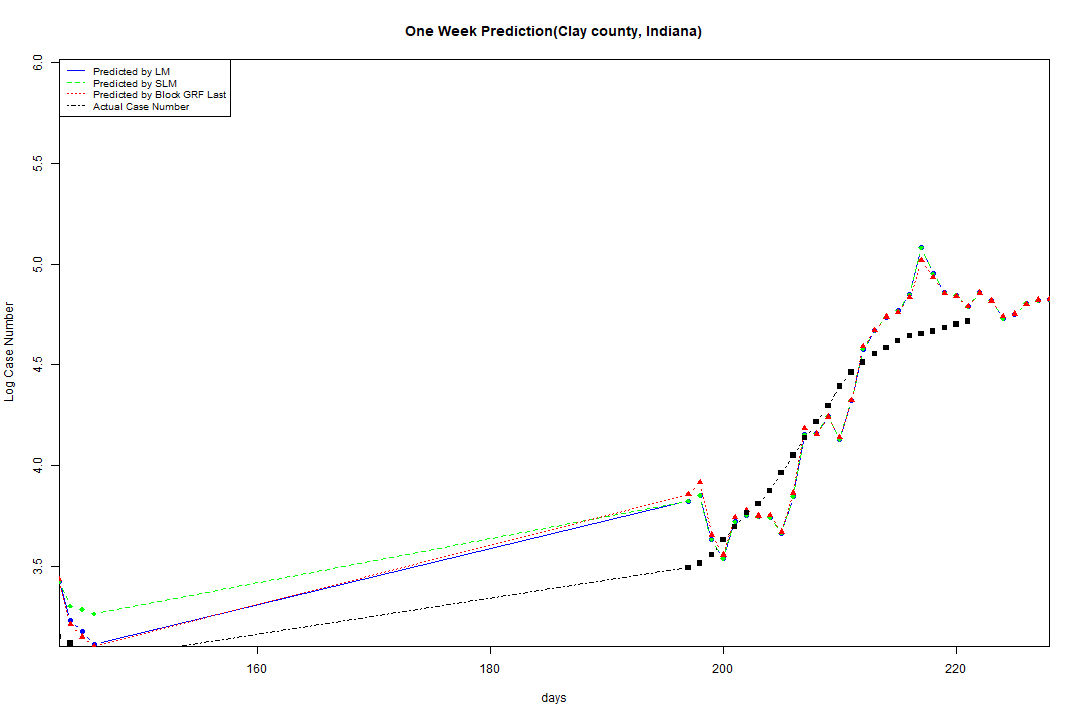 One Week Prediction(Clay county, Indiana)
Predicted by LM
Predicted by SLM
Predicted by Block GRF Last
Actual Case Number
6.0
5.5
5.0
4.5
4.0
3.5
Log Case Number
160 180 200 220
days